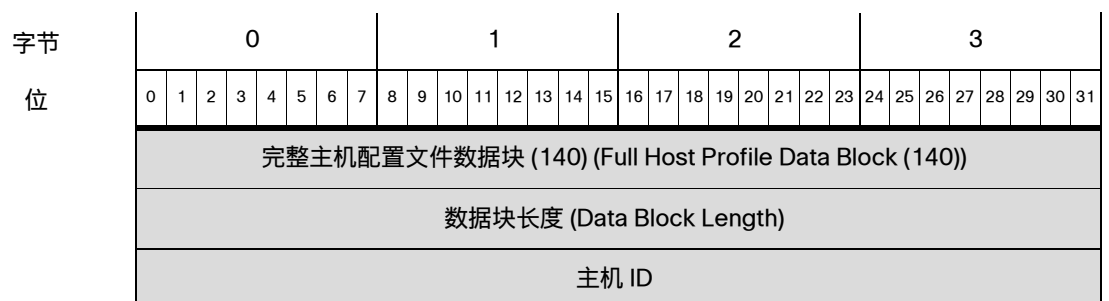 字节 0 1 2 3
位 0 1 2 3 4 5 6 7 8 9 10 11 12 13 14 15 16 17 18 19 20 21 22 23 24 25 26 27 28 29 30 31
完整主机配置文件数据块 (140) (Full Host Profile Data Block (140))
数据块长度 (Data Block Length)
主机 ID